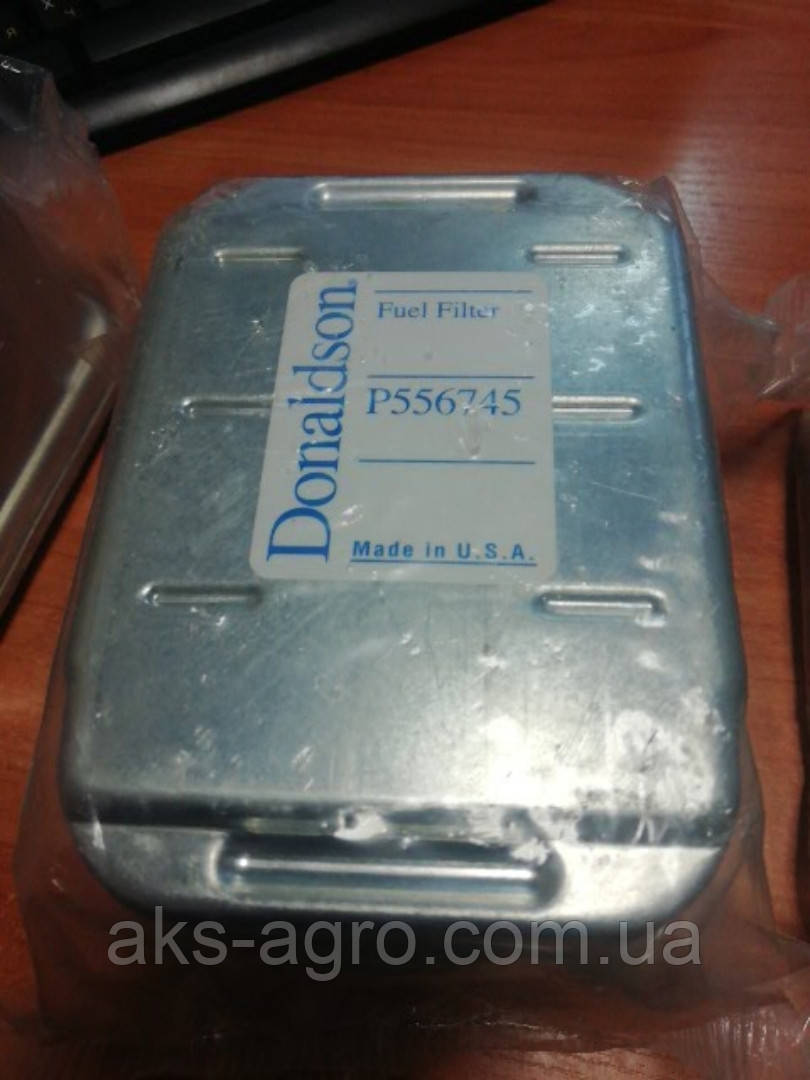 Donaldson
Fuel Filter
P556745
Made in U.S.A.
aks-agro.com.ua